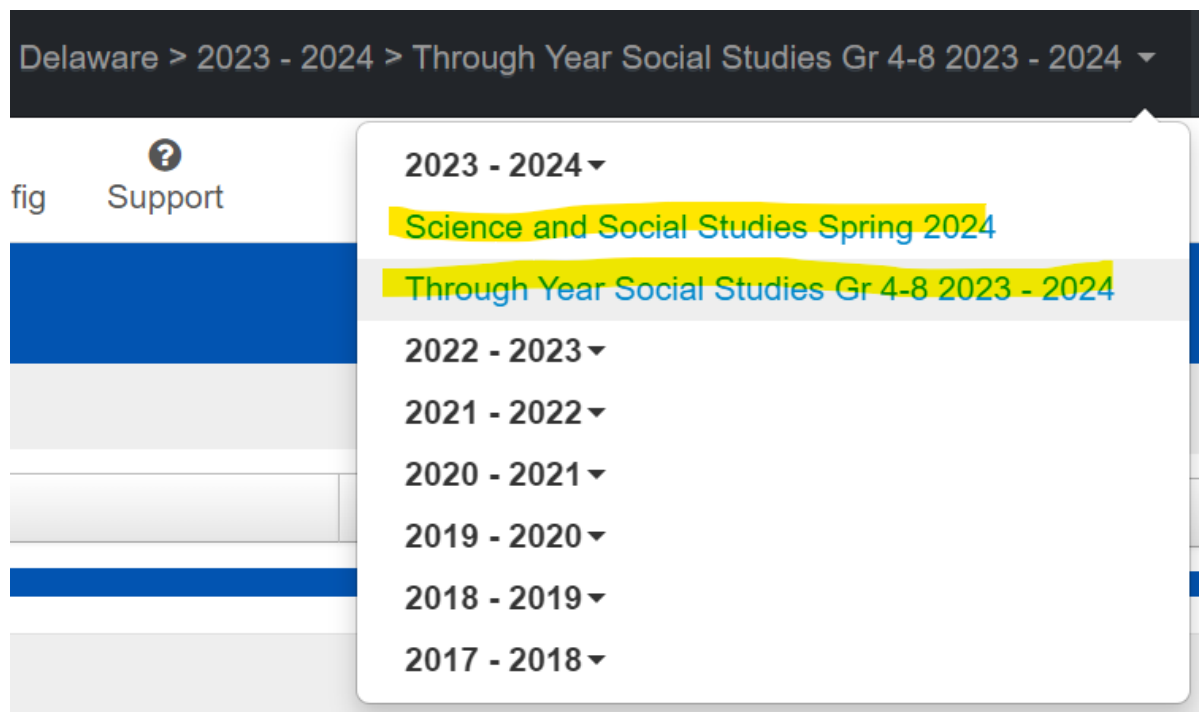 Delaware > 2023 - 2024 > Through Year Social Studies Gr 4-8 2023 - 2024
fig
Support
2023 - 2024
Science and Social Studies Spring 2024
Through Year Social Studies Gr 4-8 2023 - 2024
2022 - 2023
2021 - 2022
2020 - 2021
2019 - 2020
2018 - 2019
2017 - 2018